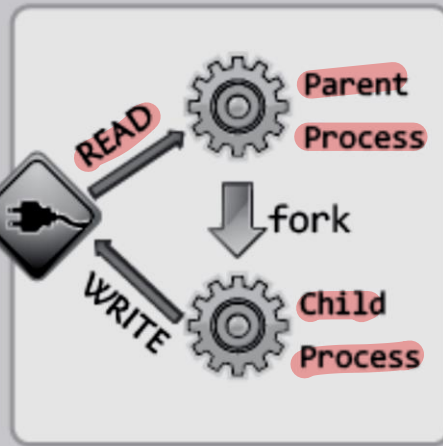 Parent
Process
READ
fork
WRITE
Child
Process